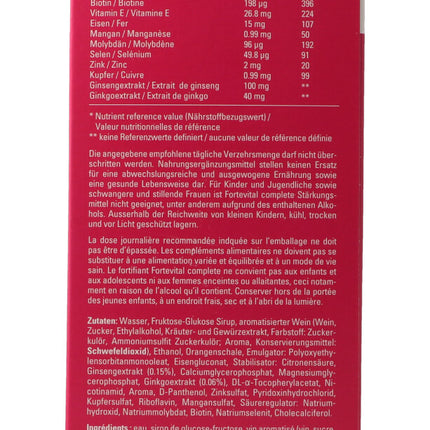 Biotin / Biotine 198 µg 396
Vitamin E / Vitamine E 26.8 mg 224
Eisen / Fer 15 mg 107
Mangan / Manganèse 0.99 mg 50
Molybdän / Molybdène 96 µg 192
Selen / Sélénium 49.8 µg 91
Zink / Zinc 2 mg 20
Kupfer / Cuivre 0.99 mg 99
Ginsengextrakt / Extrait de ginseng 100 mg **
Ginkgoextrakt / Extrait de ginkgo 40 mg **
* Nutrient reference value (Nährstoffbezugswert) /
Valeur nutritionnelles de référence
** keine Referenzwerte definiert / aucune valeur de référence définie
Die angegebene empfohlene tägliche Verzehrsmenge darf nicht über-
schritten werden. Nahrungsergänzungsmittel stellen keinen Ersatz
für eine abwechslungsreiche und ausgewogene Ernährung sowie
eine gesunde Lebensweise dar. Für Kinder und Jugendliche sowie
schwangere und stillende Frauen ist Fortevital complete Stärkungs-
mittel nicht geeignet, unter anderem aufgrund des enthaltenen Alko-
hols. Ausserhalb der Reichweite von kleinen Kindern, kühl, trocken
und vor Licht geschützt lagern.
La dose journalière recommandée indquée sur l'emballage ne doit
pas être d'épassée. Les compléments alimentaires ne doivent pas se
substituer à une alimentation variée et équilibrée et à un mode de vie
sain. Le fortifiant Fortevital complete ne convient pas aux enfants et
aux adolescents ni aux femmes enceintes ou allaitantes, ceci notam-
ment en raison de l'alcool qu'il contient. Conserver hors de la portée
des jeunes enfants, à un endroit frais, sec et à l'abri de la lumière.
Zutaten: Wasser, Fruktose-Glukose Sirup, aromatisierter Wein (Wein,
Zucker, Ethylalkohol, Kräuter- und Gewürzextrakt, Farbstoff: Zucker-
kulör, Ammoniumsulfit Zuckerkulör; Aroma, Konservierungsmittel:
Schwefeldioxid), Ethanol, Orangenschale, Emulgator: Polyoxyethy-
lensorbitanmonooleat, Eisengluconat, Stabilisator: Citronensäure,
Ginsengextrakt (0.15%), Calciumglycerophosphat, Magnesiumgly-
cerophosphat, Ginkgoextrakt (0.06%), DL-α-Tocopherylacetat, Ni-
cotinamid, Aroma, D-Panthenol, Zinksulfat, Pyridoxinhydrochlorid,
Kupfersulfat, Riboflavin, Mangansulfat, Säureregulator: Natrium-
hydroxid, Natriummolybdat, Biotin, Natriumselenit, Cholecalciferol.
Ingrédients : eau, sirop de glucose-fructose, vin aromatisé (vin, sucre